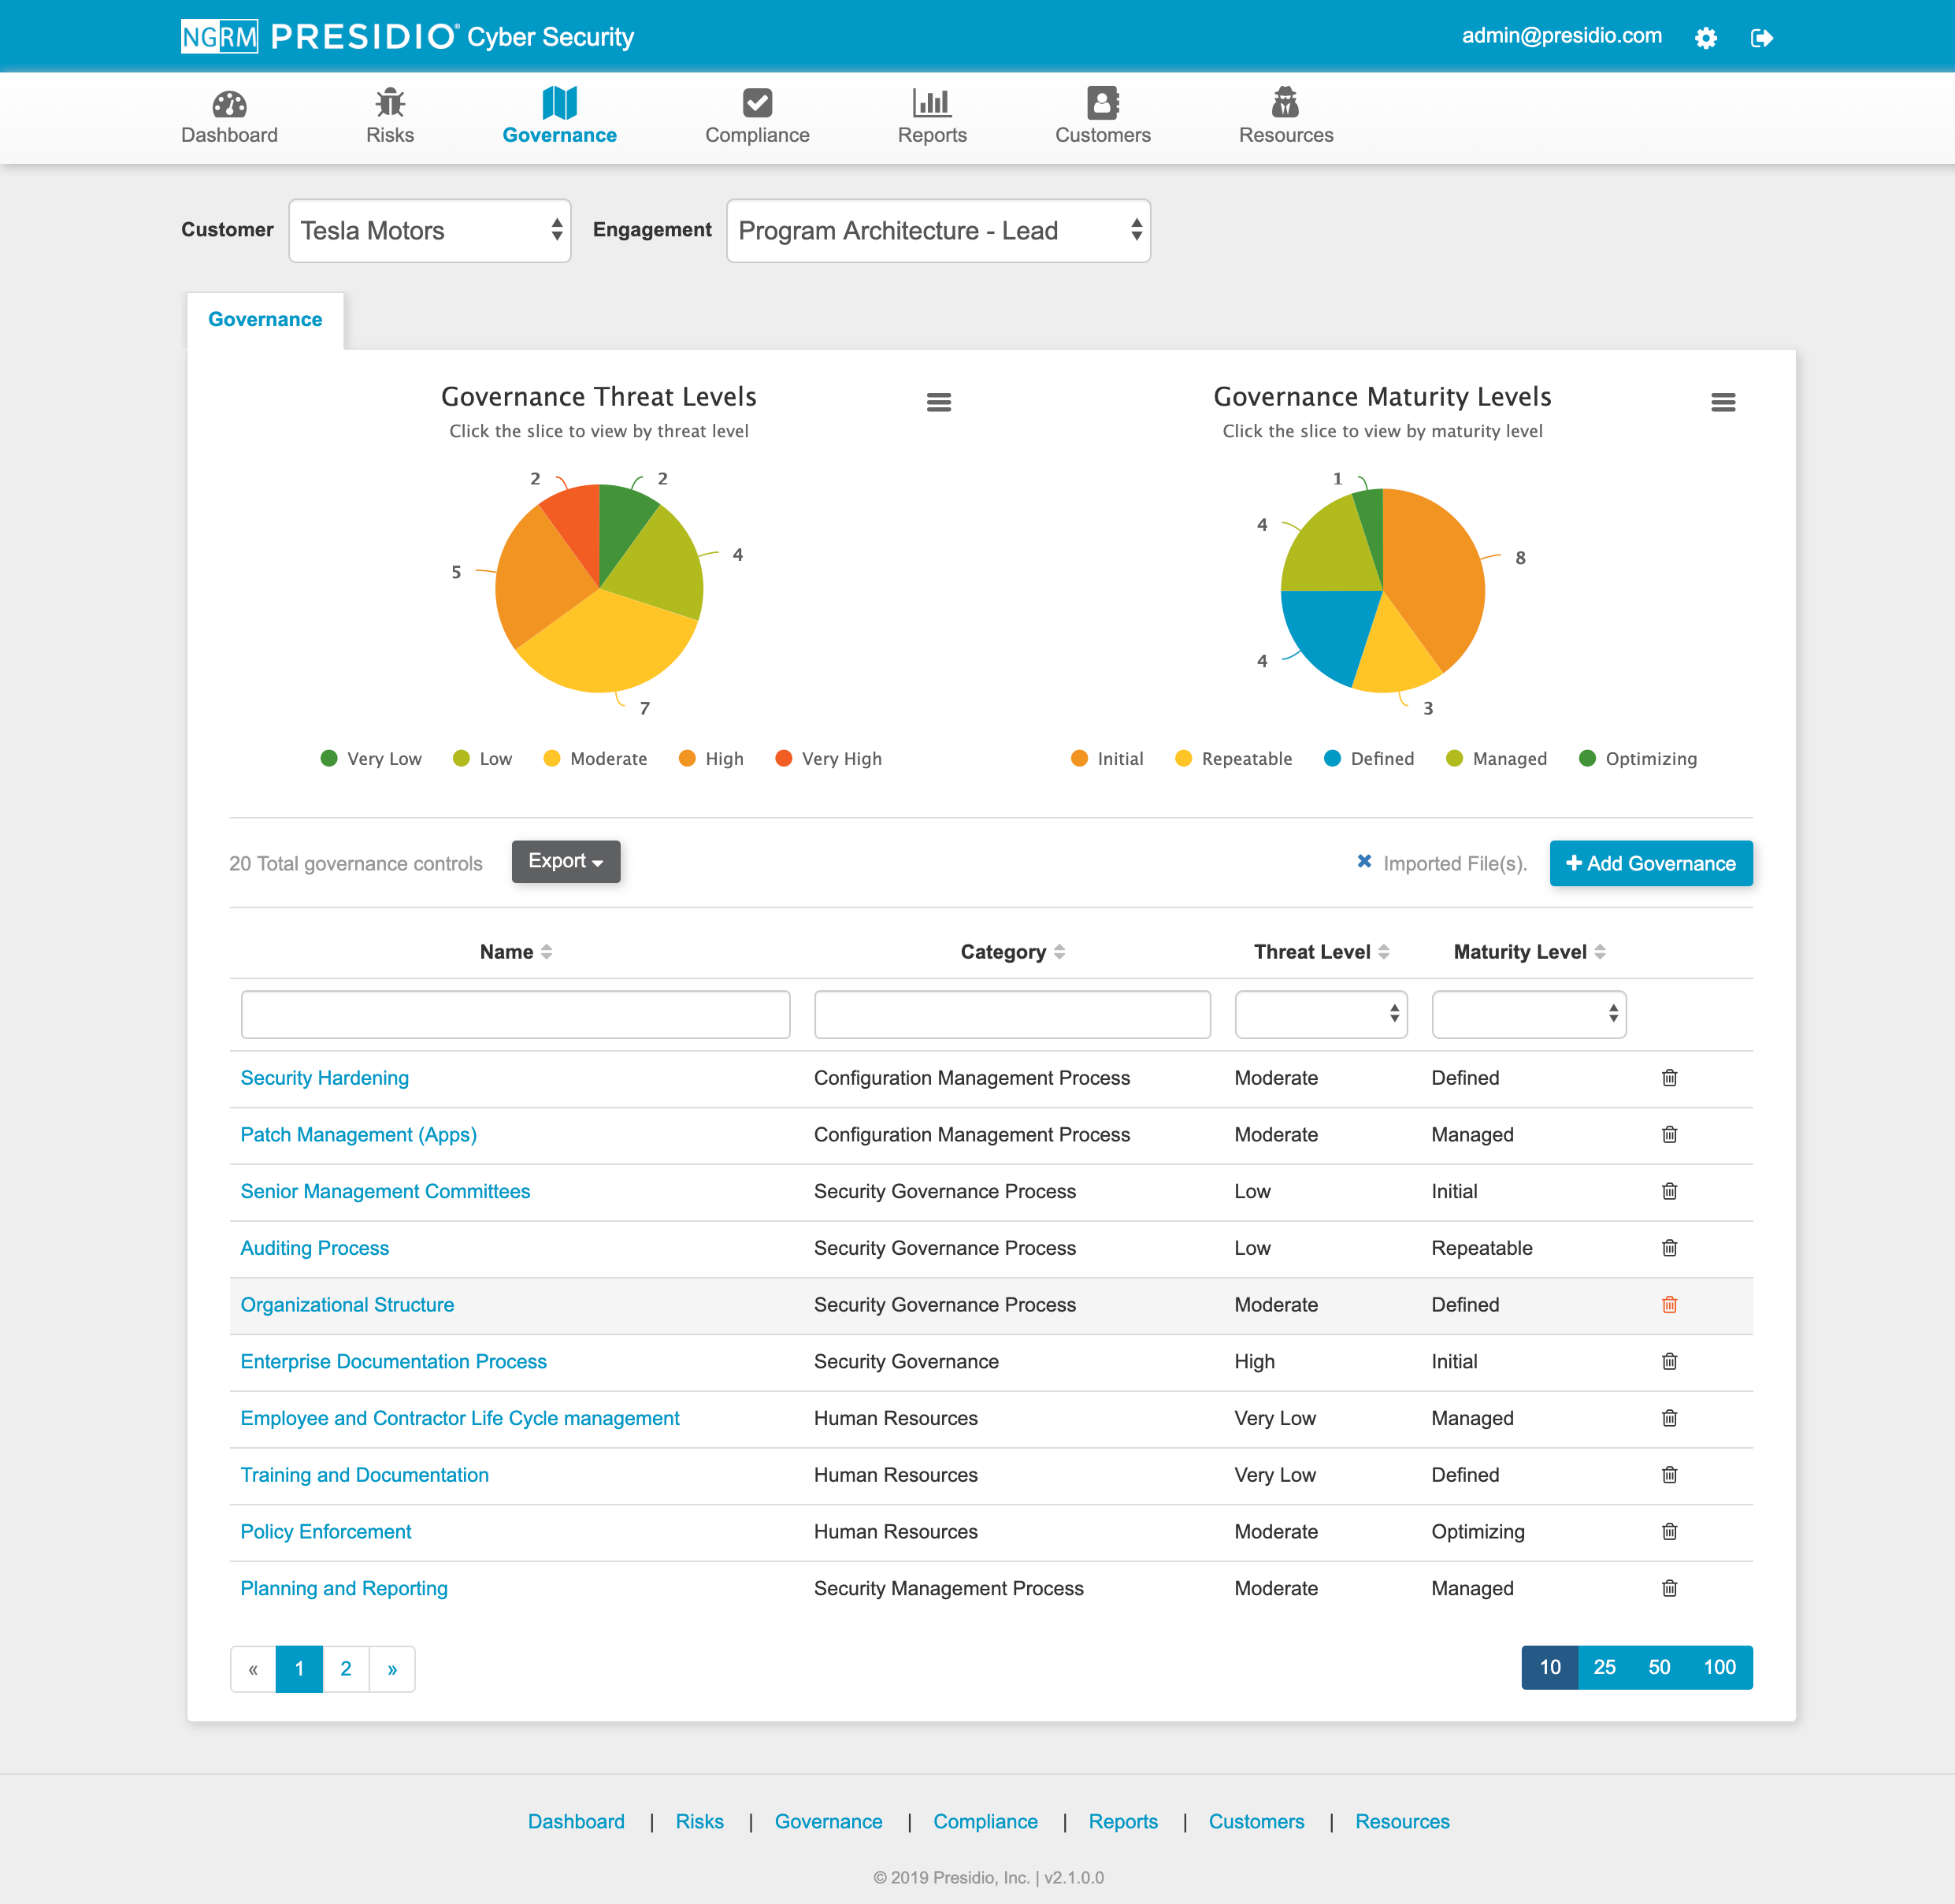 NGRM PRESIDIO® Cyber Security
admin@presidio.com
Dashboard
Risks
Governance
Compliance
Reports
Customers
Resources
Customer
Tesla Motors
Engagement
Program Architecture - Lead
Governance
Governance Threat Levels
Click the slice to view by threat level
2
2
4
5
7
Very Low
Low
Moderate
High
Very High
Governance Maturity Levels
Click the slice to view by maturity level
1
4
8
4
3
Initial
Repeatable
Defined
Managed
Optimizing
20 Total governance controls
Export
Imported File(s).
Add Governance
Name Category Threat Level Maturity Level
Security Hardening Configuration Management Process Moderate Defined
Patch Management (Apps) Configuration Management Process Moderate Managed
Senior Management Committees Security Governance Process Low Initial
Auditing Process Security Governance Process Low Repeatable
Organizational Structure Security Governance Process Moderate Defined
Enterprise Documentation Process Security Governance High Initial
Employee and Contractor Life Cycle management Human Resources Very Low Managed
Training and Documentation Human Resources Very Low Defined
Policy Enforcement Human Resources Moderate Optimizing
Planning and Reporting Security Management Process Moderate Managed
« 1 2 »
10 25 50 100
Dashboard | Risks | Governance | Compliance | Reports | Customers | Resources
© 2019 Presidio, Inc. | v2.1.0.0